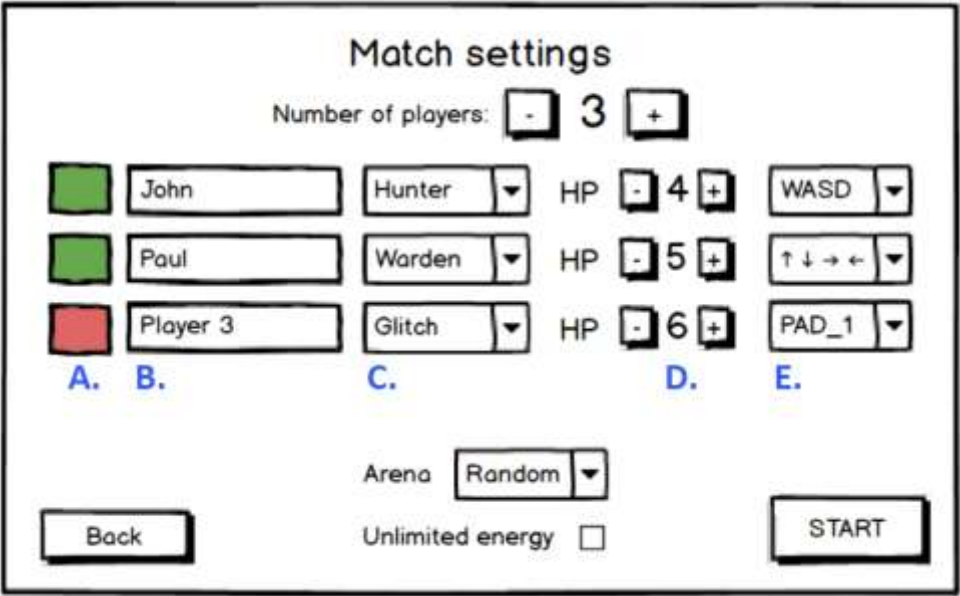 Match settings
Number of players: - 3 +
John Hunter HP - 4 + WASD
Paul Warden HP - 5 + ↑ ↓ → ←
Player 3 Glitch HP - 6 + PAD_1
A. B. C. D. E.
Arena Random
Back Unlimited energy START